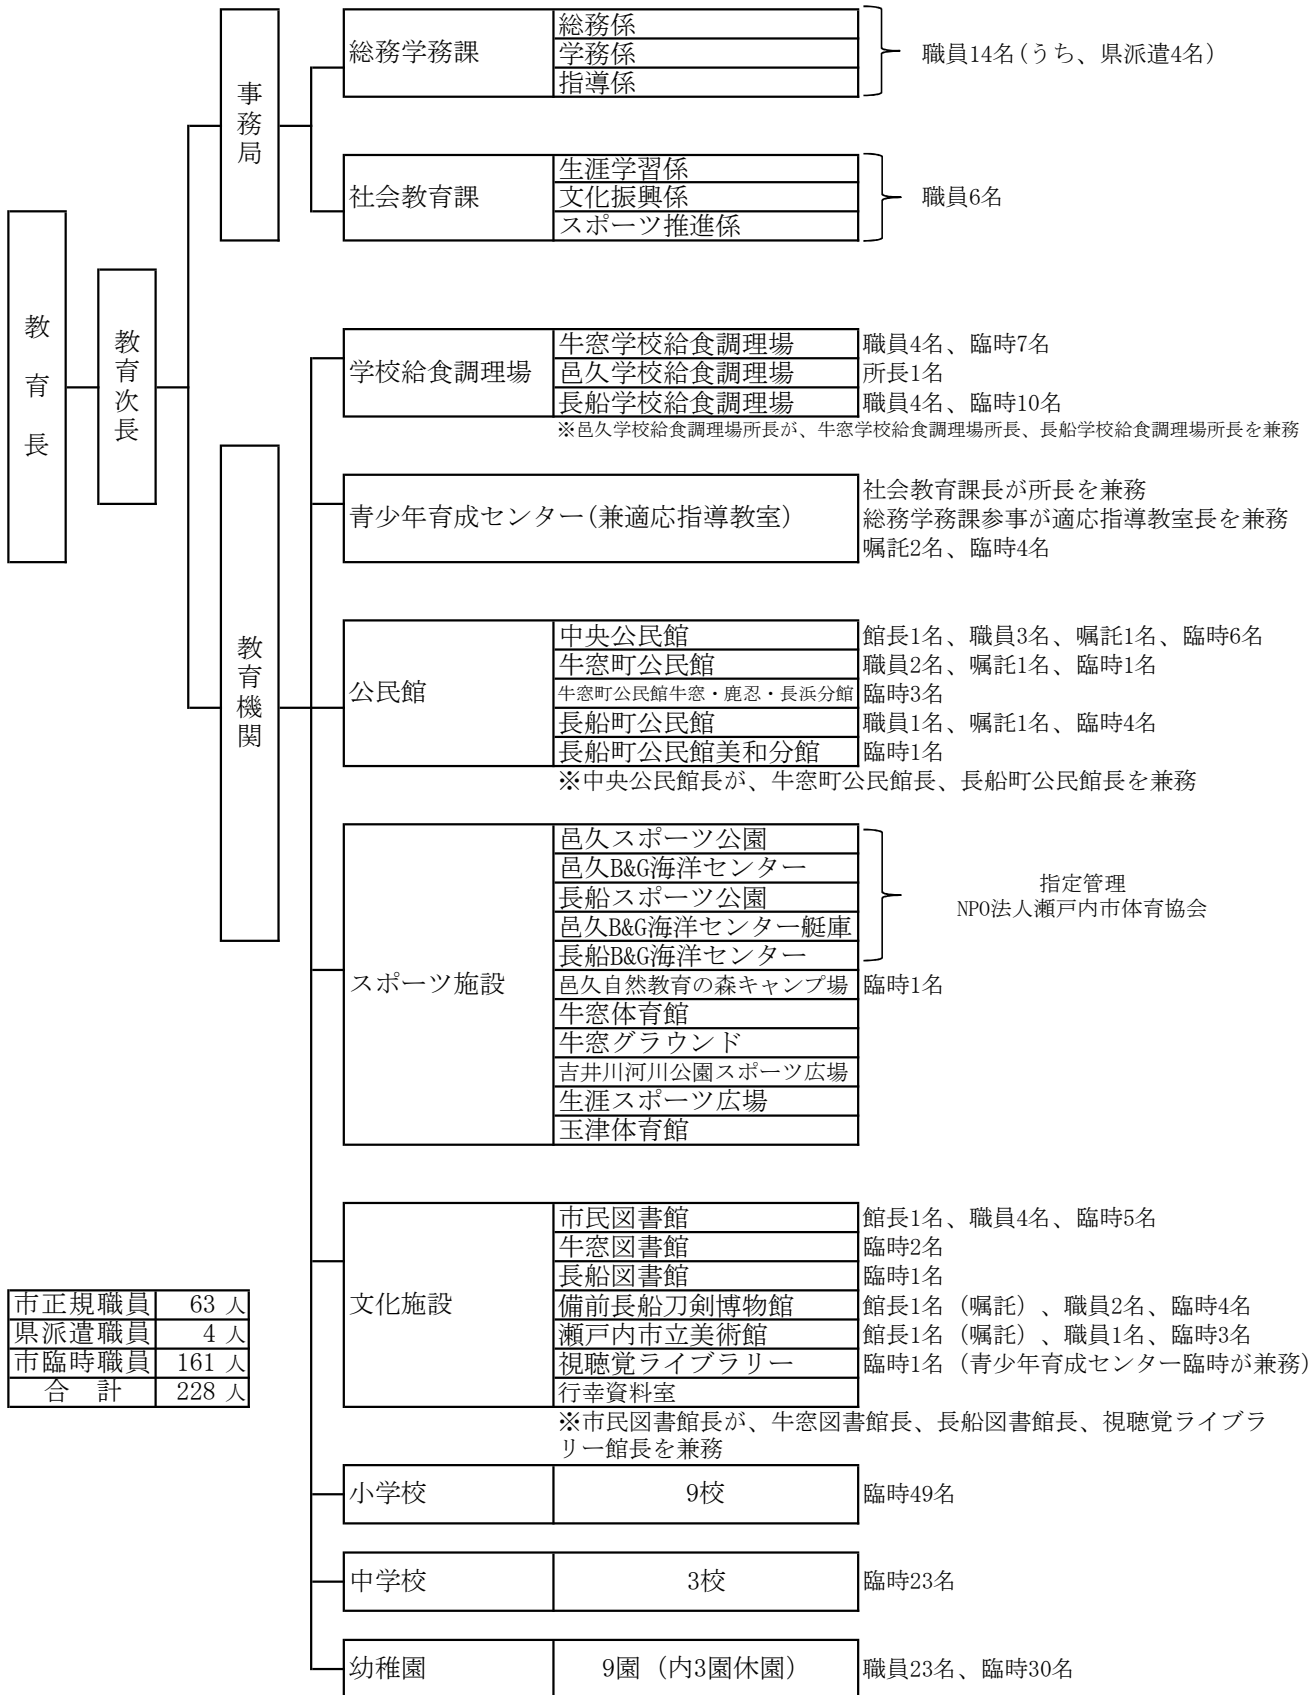 教育長
教育次長
事務局
総務学務課
総務係
学務係
指導係
職員14名(うち、県派遣4名)
社会教育課
生涯学習係
文化振興係
スポーツ推進係
職員6名
教育機関
学校給食調理場
牛窓学校給食調理場 職員4名、臨時7名
邑久学校給食調理場 所長1名
長船学校給食調理場 職員4名、臨時10名
※邑久学校給食調理場所長が、牛窓学校給食調理場所長、長船学校給食調理場所長を兼務
青少年育成センター(兼適応指導教室)
社会教育課長が所長を兼務
総務学務課参事が適応指導教室長を兼務
嘱託2名、臨時4名
公民館
中央公民館 館長1名、職員3名、嘱託1名、臨時6名
牛窓町公民館 職員2名、嘱託1名、臨時1名
牛窓町公民館牛窓・鹿忍・長浜分館 臨時3名
長船町公民館 職員1名、嘱託1名、臨時4名
長船町公民館美和分館 臨時1名
※中央公民館長が、牛窓町公民館長、長船町公民館長を兼務
スポーツ施設
邑久スポーツ公園
邑久B&G海洋センター
長船スポーツ公園
邑久B&G海洋センター艇庫
長船B&G海洋センター
指定管理
NPO法人瀬戸内市体育協会
邑久自然教育の森キャンプ場 臨時1名
牛窓体育館
牛窓グラウンド
吉井川河川公園スポーツ広場
生涯スポーツ広場
玉津体育館
文化施設
市民図書館 館長1名、職員4名、臨時5名
牛窓図書館 臨時2名
長船図書館 臨時1名
備前長船刀剣博物館 館長1名（嘱託）、職員2名、臨時4名
瀬戸内市立美術館 館長1名（嘱託）、職員1名、臨時3名
視聴覚ライブラリー 臨時1名（青少年育成センター臨時が兼務）
行幸資料室
※市民図書館長が、牛窓図書館長、長船図書館長、視聴覚ライブラ
リー館長を兼務
小学校 9校 臨時49名
中学校 3校 臨時23名
幼稚園 9園（内3園休園） 職員23名、臨時30名
市正規職員 63 人
県派遣職員 4 人
市臨時職員 161 人
合 計 228 人